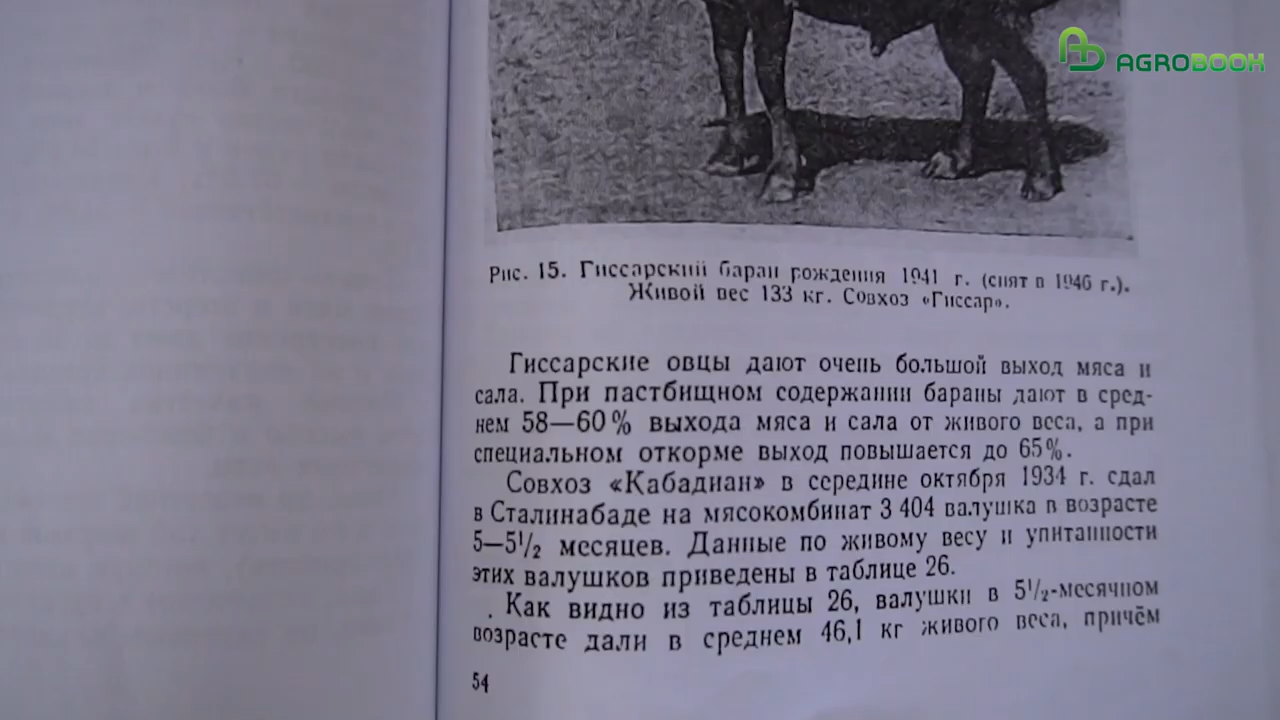 AGROBOOK
Рис. 15. Гиссарский баран рождения 1941 г. (снят в 1946 г.).
Живой вес 133 кг. Совхоз «Гиссар».
Гиссарские овцы дают очень большой выход мяса и
сала. При пастбищном содержании бараны дают в сред-
нем 58—60% выхода мяса и сала от живого веса, а при
специальном откорме выход повышается до 65%.
Совхоз «Кабадиан» в середине октября 1934 г. сдал
в Сталинабаде на мясокомбинат 3 404 валушка в возрасте
5—5½ месяцев. Данные по живому весу и упитанности
этих валушков приведены в таблице 26.
Как видно из таблицы 26, валушки в 5½-месячном
возрасте дали в среднем 46,1 кг живого веса, причём
54